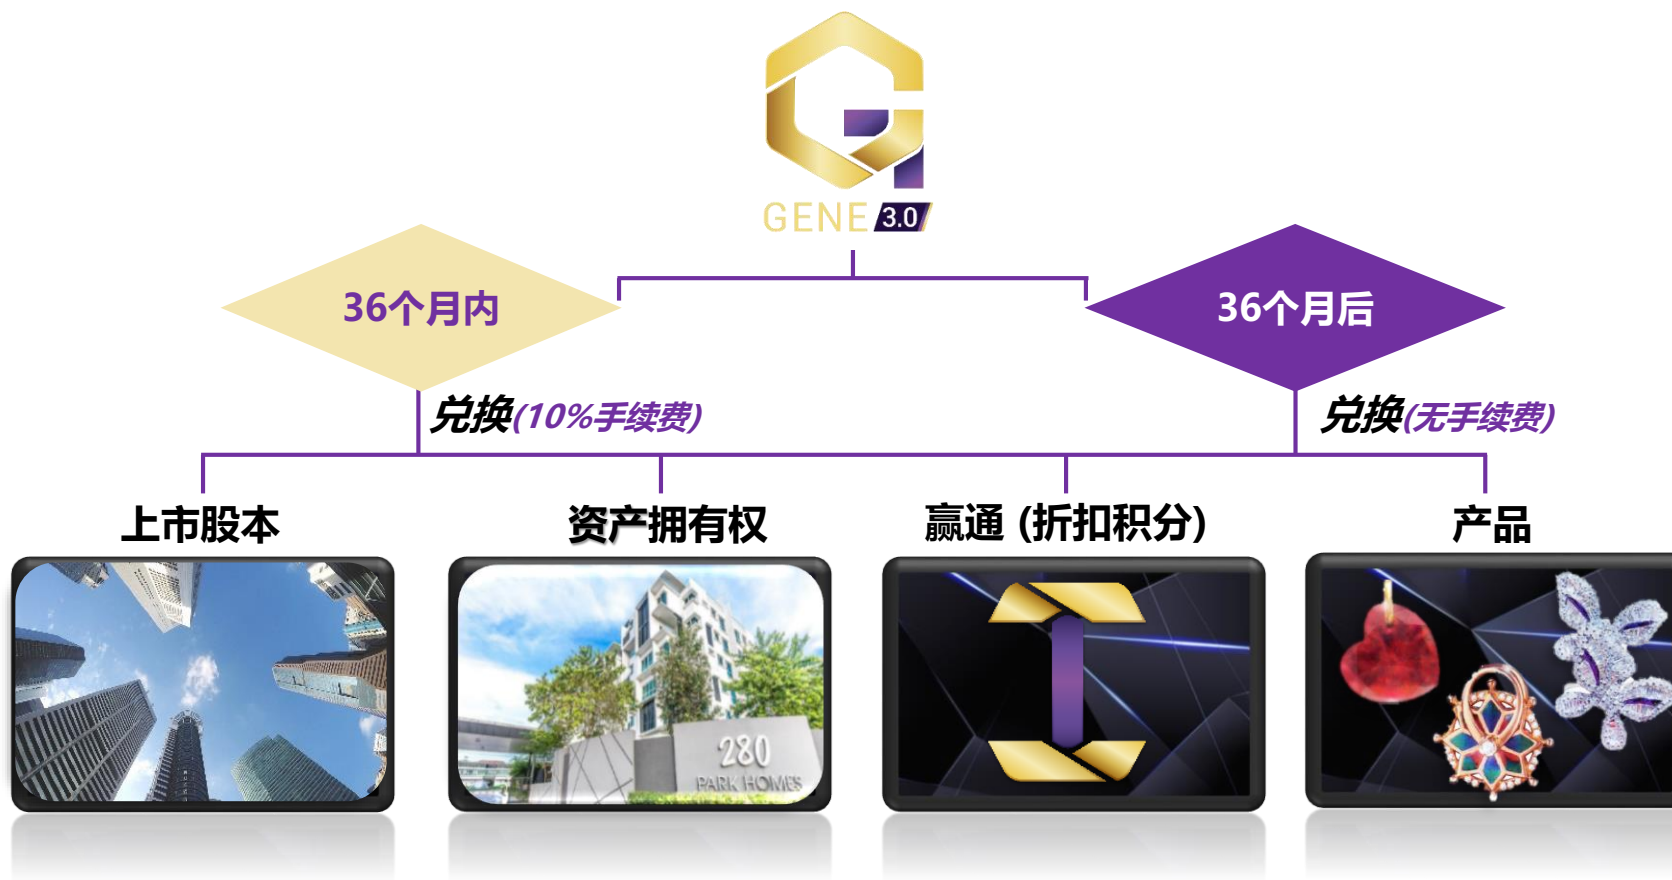 GENE 3.0
36个月内
36个月后
兑换(10%手续费)
兑换(无手续费)
上市股本
资产拥有权
赢通 (折扣积分)
产品
280
PARK HOMES